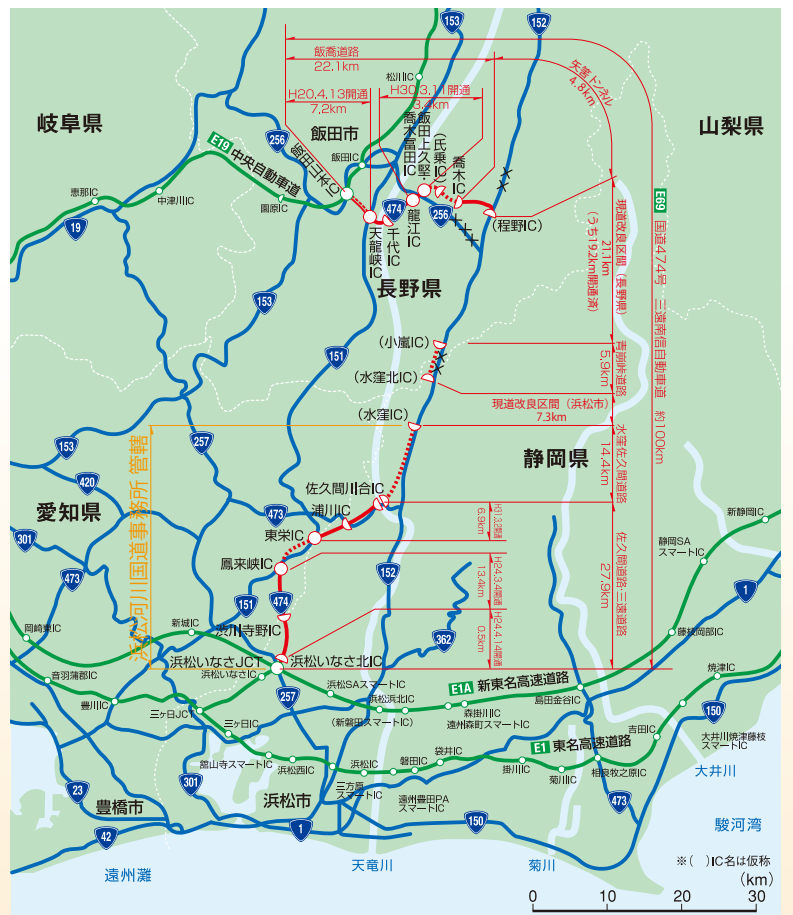 153
152
飯喬道路
22.1km
松川IC
H30.3.11開通
3.4km
矢筈トンネル
4.8km
H20.4.13開通
7.2km
岐阜県
山梨県
飯田市
256
E19 中央自動車道
飯田山本IC
飯田IC
飯田上久堅・
喬木富田IC
(氏乗IC)
喬木IC
恵那IC
中津川IC
園原IC
19
474
256
龍江IC
千代IC
天龍峡IC
(程野IC)
E69 国道474号 三遠南信自動車道 約100km
現道改良区間(長野県)
21.1km
(うち19.2km開通済)
長野県
153
151
(小嵐IC)
青崩峠道路
5.9km
(水窪北IC)
現道改良区間(浜松市)
7.3km
(水窪IC)
水窪佐久間道路
14.4km
静岡県
257
153
420
浜松河川国道事務所 管轄
愛知県
301
473
473
佐久間川合IC
浦川IC
東栄IC
H31.3.2開通
6.9km
佐久間道路・三遠道路
27.9km
新静岡IC
静岡SA
スマートIC
鳳来峡IC
152
H24.3.4開通
13.4km
1
151
474
362
H24.4.14開通
0.5km
岡崎東IC
新城IC
渋川寺野IC
藤枝岡部IC
浜松いなさJCT
浜松いなさ北IC
音羽蒲郡IC
浜松いなさIC
257
浜松SAスマートIC
E1A 新東名高速道路
焼津IC
豊川IC
三ヶ日JCT
浜松浜北IC
森掛川IC
島田金谷IC
150
三ヶ日IC
(新磐田スマートIC)
遠州森町スマートIC
吉田IC
大井川焼津藤枝
スマートIC
舘山寺スマートIC
浜松西IC
浜松IC
磐田IC
袋井IC
E1 東名高速道路
掛川IC
菊川IC
相良牧之原IC
大井川
23
301
三方原
スマートIC
遠州豊田PA
スマートIC
473
豊橋市
浜松市
42
1
150
駿河湾
遠州灘
天竜川
菊川
※( )IC名は仮称
(km)
0 10 20 30